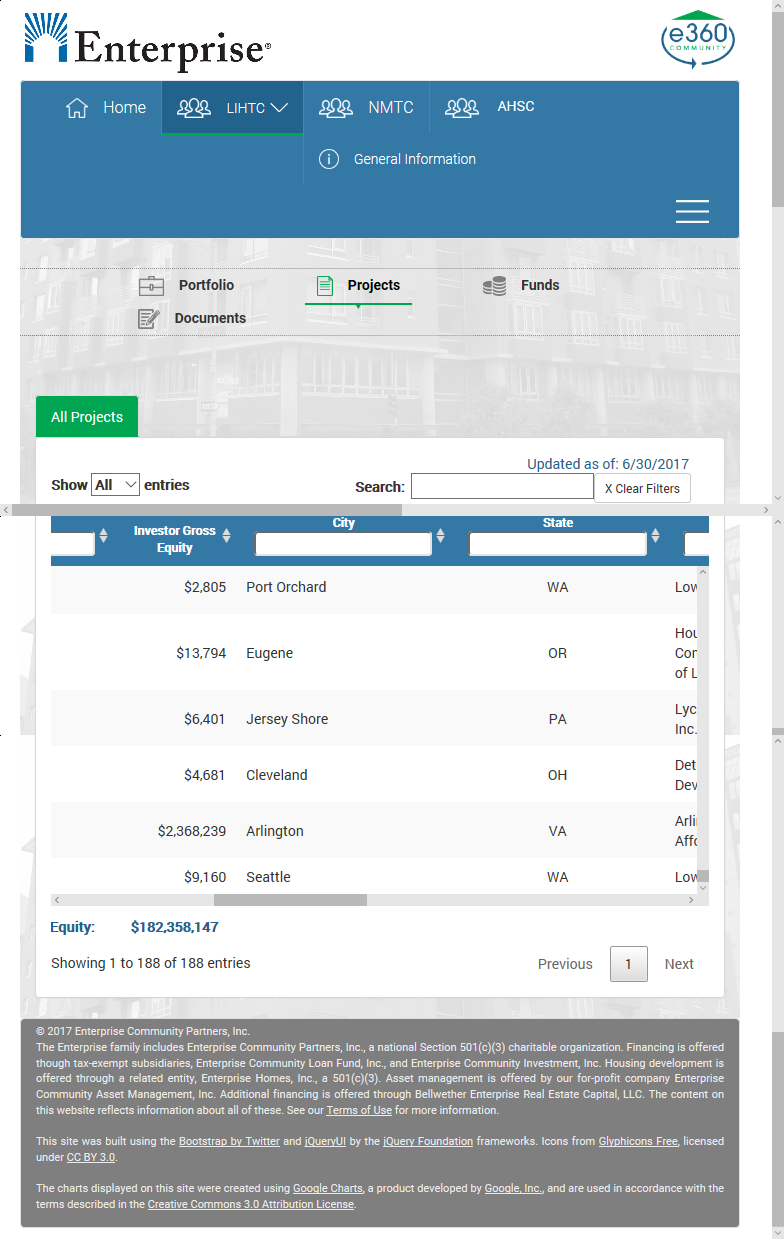 Enterprise®
e360
COMMUNITY
Home
LIHTC
NMTC
AHSC
General Information
Portfolio
Projects
Funds
Documents
All Projects
Updated as of: 6/30/2017
Show All entries
Search:
X Clear Filters
Investor Gross
Equity
City
State
$2,805 Port Orchard WA Low
$13,794 Eugene OR
Hou
Con
of L
$6,401 Jersey Shore PA
Lyc
Inc.
$4,681 Cleveland OH
Det
Dev
$2,368,239 Arlington VA
Arli
Affo
$9,160 Seattle WA Low
Equity: $182,358,147
Showing 1 to 188 of 188 entries
Previous 1 Next
© 2017 Enterprise Community Partners, Inc.
The Enterprise family includes Enterprise Community Partners, Inc., a national Section 501(c)(3) charitable organization. Financing is offered
though tax-exempt subsidiaries, Enterprise Community Loan Fund, Inc., and Enterprise Community Investment, Inc. Housing development is
offered through a related entity, Enterprise Homes, Inc., a 501(c)(3). Asset management is offered by our for-profit company Enterprise
Community Asset Management, Inc. Additional financing is offered through Bellwether Enterprise Real Estate Capital, LLC. The content on
this website reflects information about all of these. See our Terms of Use for more information.
This site was built using the Bootstrap by Twitter and jQueryUI by the jQuery Foundation frameworks. Icons from Glyphicons Free, licensed
under CC BY 3.0.
The charts displayed on this site were created using Google Charts, a product developed by Google, Inc., and are used in accordance with the
terms described in the Creative Commons 3.0 Attribution License.